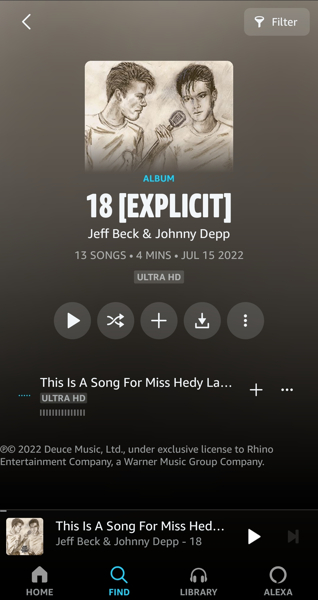 Filter
ALBUM
18 [EXPLICIT]
Jeff Beck & Johnny Depp
13 SONGS • 4 MINS • JUL 15 2022
ULTRA HD
This Is A Song For Miss Hedy La...
ULTRA HD
℗© 2022 Deuce Music, Ltd., under exclusive license to Rhino
Entertainment Company, a Warner Music Group Company.
This Is A Song For Miss Hed...
Jeff Beck & Johnny Depp - 18
HOME
FIND
LIBRARY
ALEXA